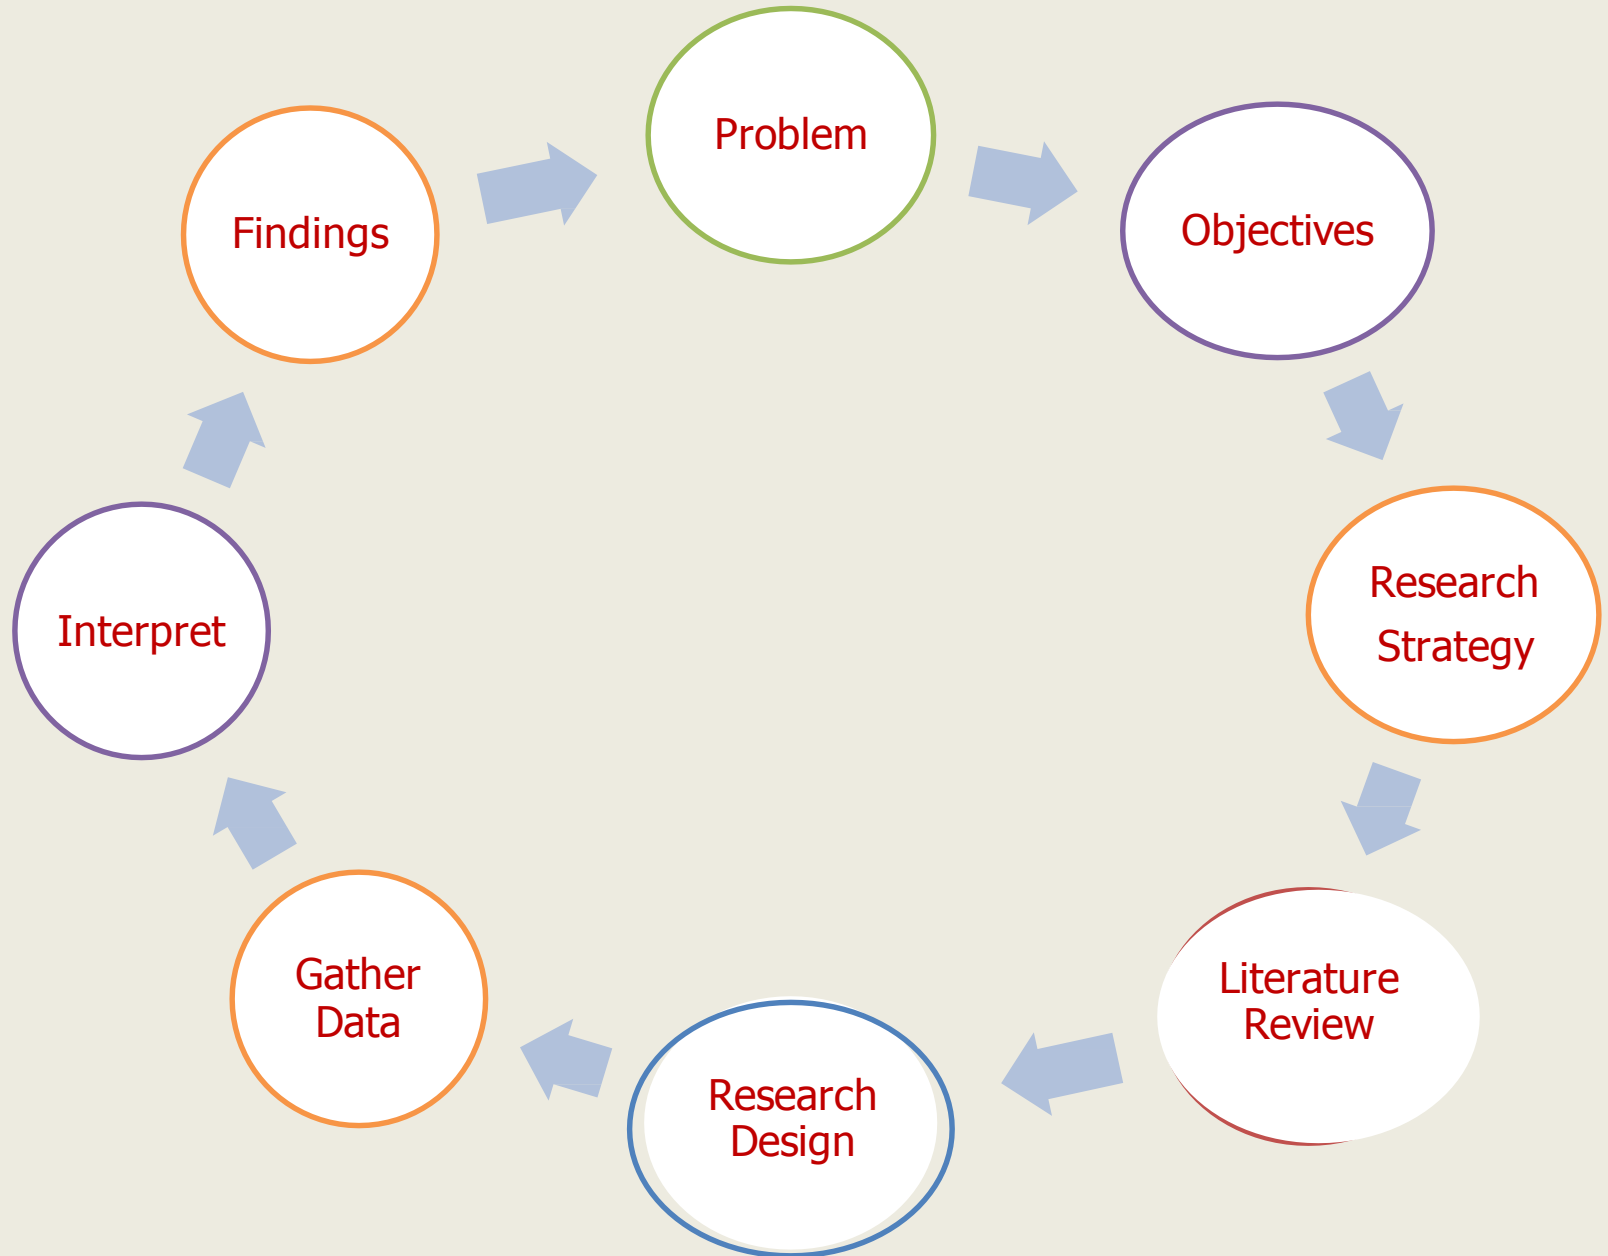 Problem
Objectives
Research
Strategy
Literature
Review
Research
Design
Gather
Data
Interpret
Findings